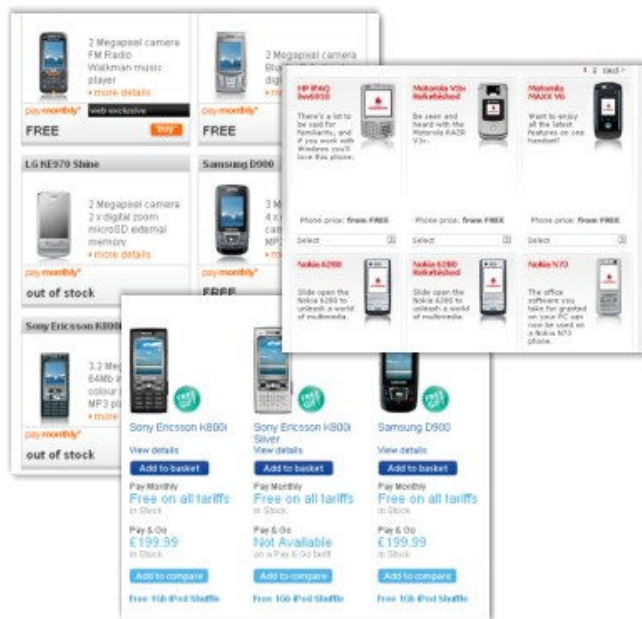 2 Megapixel camera
FM Radio
Walkman music
player
more details
pay monthly*
web exclusive
FREE
buy
2 Megapixel camera
more details
LG KE970 Shine
2 Megapixel camera
2 x digital zoom
microSD external
memory
more details
pay monthly*
out of stock
Samsung D900
FREE
Sony Ericsson K800i
more
pay monthly*
out of stock
1 2 next >
HP iPAQ
There's a lot to
be said for
familiarity, and
if you work with
Windows you'll
love this phone.
Phone price: from FREE
Select
Motorola V3x
Refurbished
Be seen and
heard with the
Motorola RAZR
V3x.
Phone price: from FREE
Select
Motorola
MAXX V6
Want to enjoy
all the latest
features on one
handset?
Phone price: from FREE
Select
Nokia 6280
Slide open the
Nokia 6280 to
unleash a world
of multimedia.
Nokia 6280
Refurbished
Slide open the
Nokia 6280 to
unleash a world
of multimedia.
Nokia N73
The office
software you
take for granted
on your PC can
now be used on
a Nokia N73
phone.
FREE GIFT
Sony Ericsson K800i
View details
Add to basket
Pay Monthly
Free on all tariffs
In Stock
Pay & Go
£199.99
In Stock
Add to compare
Free 1Gb iPod Shuffle
FREE GIFT
Sony Ericsson K800i
Silver
View details
Add to basket
Pay Monthly
Free on all tariffs
In Stock
Pay & Go
Not Available
on a Pay & Go tariff
Add to compare
Free 1Gb iPod Shuffle
FREE GIFT
Samsung D900
View details
Add to basket
Pay Monthly
Free on all tariffs
In Stock
Pay & Go
£199.99
In Stock
Add to compare
Free 1Gb iPod Shuffle